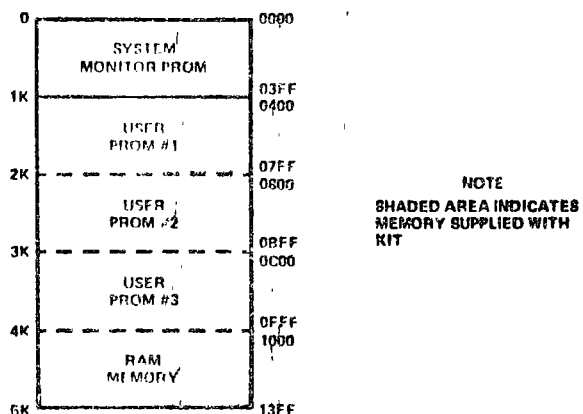 0 0000
SYSTEM
MONITOR PROM
03FF
1K 0400
USER
PROM #1
07FF
2K 0800
USER
PROM #2
0BFF
3K 0C00
USER
PROM #3
0FFF
4K 1000
RAM
MEMORY
5K 13FF
NOTE
SHADED AREA INDICATES
MEMORY SUPPLIED WITH
KIT